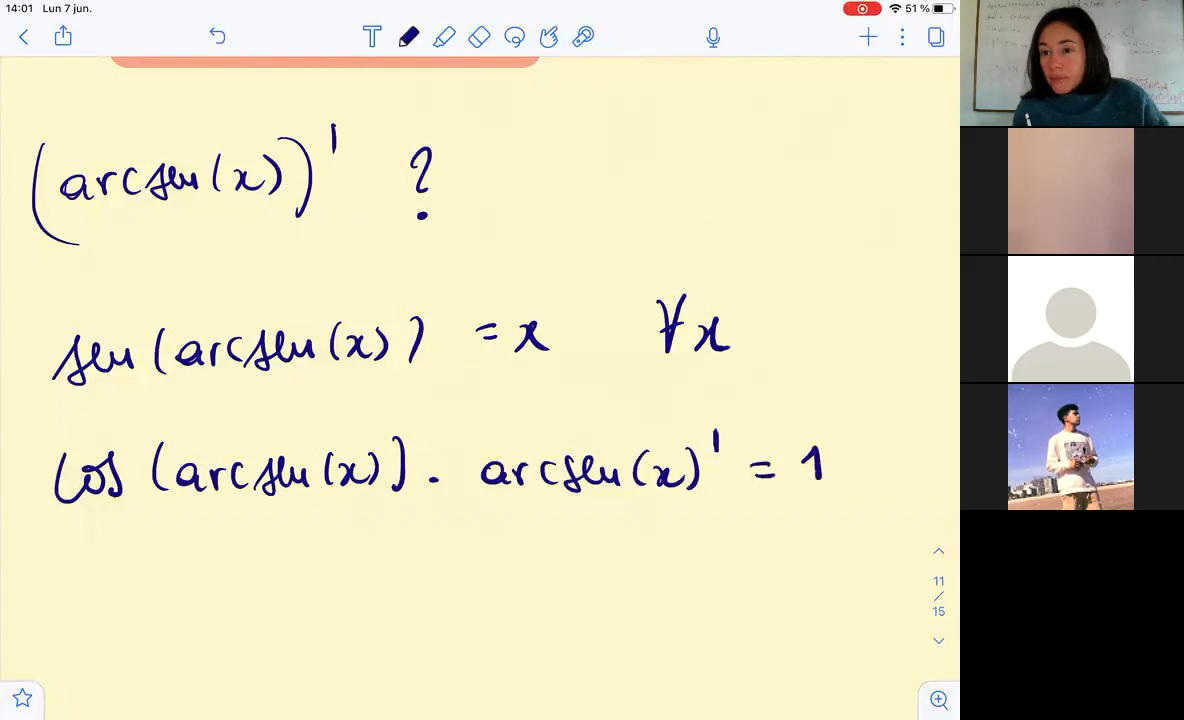 14:01 Lun 7 jun.
51 %
(arcsen(x))' ?
sen(arcsen(x)) = x ∀x
cos(arcsen(x)). arcsen(x)' = 1
11
/
15